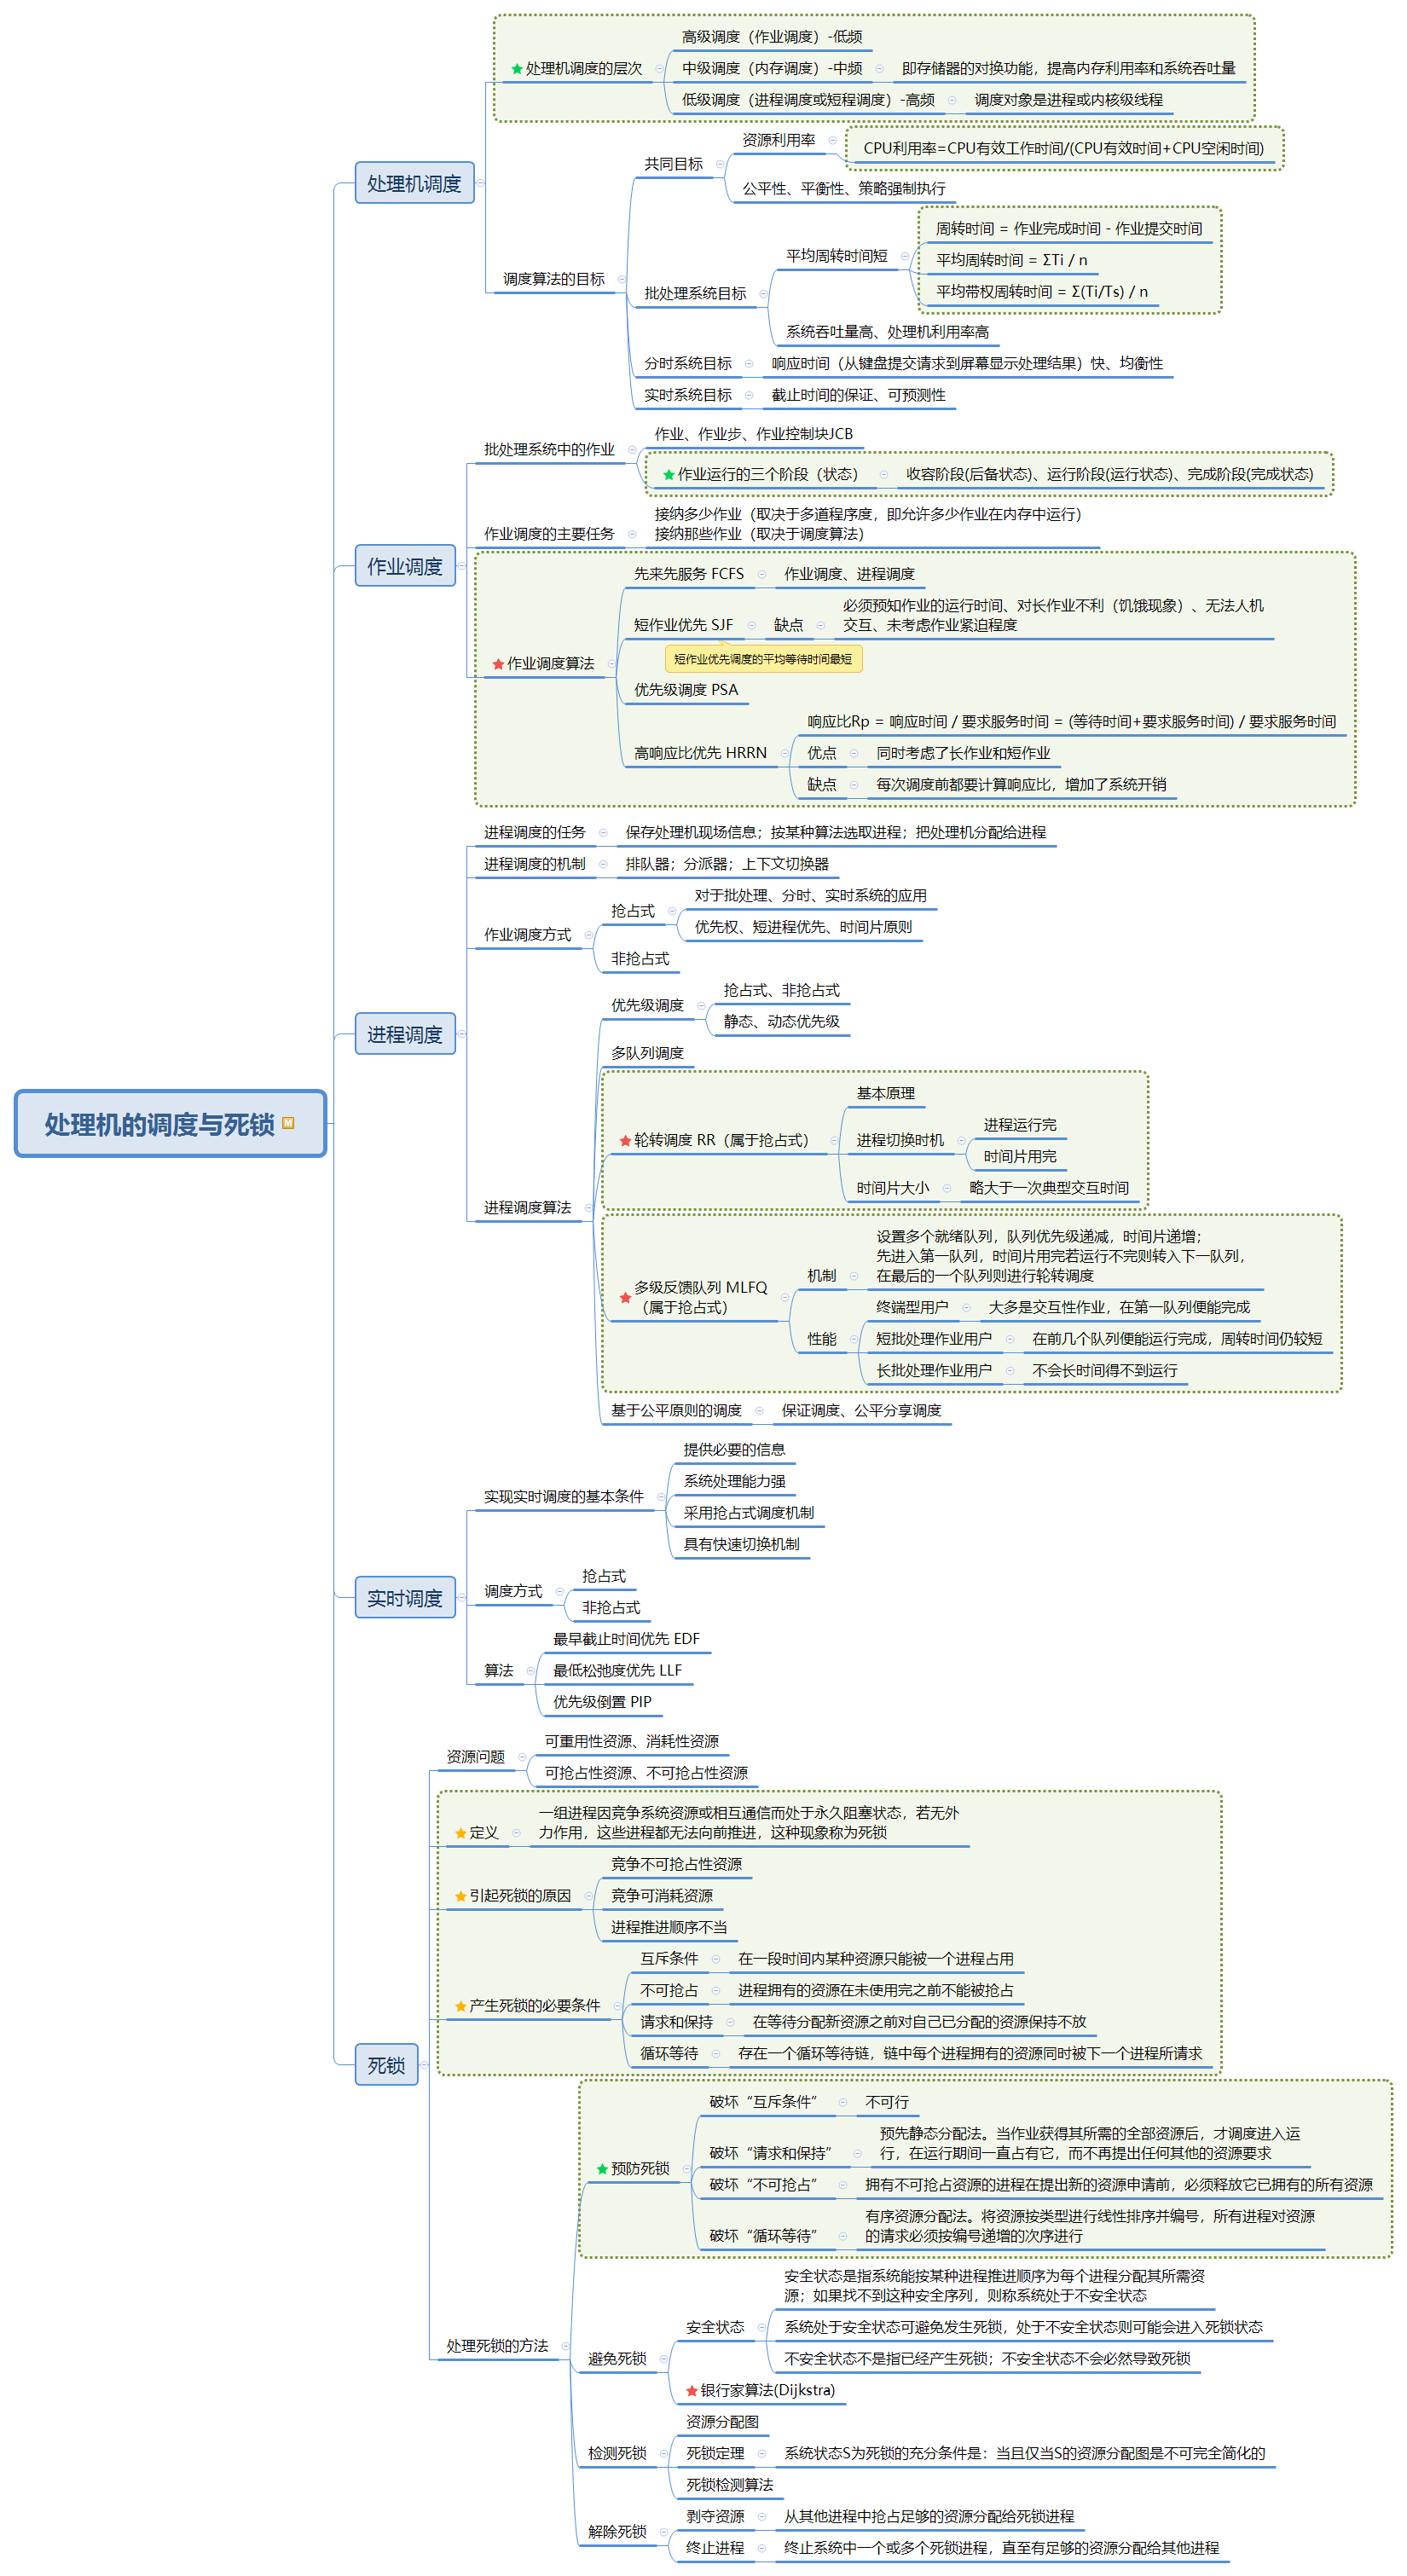 处理机的调度与死锁
M
处理机调度
处理机调度的层次
高级调度（作业调度）-低频
中级调度（内存调度）-中频
即存储器的对换功能，提高内存利用率和系统吞吐量
低级调度（进程调度或短程调度）-高频
调度对象是进程或内核级线程
调度算法的目标
共同目标
资源利用率
CPU利用率=CPU有效工作时间/(CPU有效时间+CPU空闲时间)
公平性、平衡性、策略强制执行
批处理系统目标
平均周转时间短
周转时间 = 作业完成时间 - 作业提交时间
平均周转时间 = ΣTi / n
平均带权周转时间 = Σ(Ti/Ts) / n
系统吞吐量高、处理机利用率高
分时系统目标
响应时间（从键盘提交请求到屏幕显示处理结果）快、均衡性
实时系统目标
截止时间的保证、可预测性
作业调度
批处理系统中的作业
作业、作业步、作业控制块JCB
作业运行的三个阶段（状态）
收容阶段(后备状态)、运行阶段(运行状态)、完成阶段(完成状态)
作业调度的主要任务
接纳多少作业（取决于多道程序度，即允许多少作业在内存中运行）
接纳那些作业（取决于调度算法）
作业调度算法
先来先服务 FCFS
作业调度、进程调度
短作业优先 SJF
缺点
必须预知作业的运行时间、对长作业不利（饥饿现象）、无法人机
交互、未考虑作业紧迫程度
短作业优先调度的平均等待时间最短
优先级调度 PSA
高响应比优先 HRRN
响应比Rp = 响应时间 / 要求服务时间 = (等待时间+要求服务时间) / 要求服务时间
优点
同时考虑了长作业和短作业
缺点
每次调度前都要计算响应比，增加了系统开销
进程调度
进程调度的任务
保存处理机现场信息；按某种算法选取进程；把处理机分配给进程
进程调度的机制
排队器；分派器；上下文切换器
作业调度方式
抢占式
对于批处理、分时、实时系统的应用
优先权、短进程优先、时间片原则
非抢占式
进程调度算法
优先级调度
抢占式、非抢占式
静态、动态优先级
多队列调度
轮转调度 RR（属于抢占式）
基本原理
进程切换时机
进程运行完
时间片用完
时间片大小
略大于一次典型交互时间
多级反馈队列 MLFQ
（属于抢占式）
机制
设置多个就绪队列，队列优先级递减，时间片递增；
先进入第一队列，时间片用完若运行不完则转入下一队列，
在最后的一个队列则进行轮转调度
性能
终端型用户
大多是交互性作业，在第一队列便能完成
短批处理作业用户
在前几个队列便能运行完成，周转时间仍较短
长批处理作业用户
不会长时间得不到运行
基于公平原则的调度
保证调度、公平分享调度
实时调度
实现实时调度的基本条件
提供必要的信息
系统处理能力强
采用抢占式调度机制
具有快速切换机制
调度方式
抢占式
非抢占式
算法
最早截止时间优先 EDF
最低松弛度优先 LLF
优先级倒置 PIP
死锁
资源问题
可重用性资源、消耗性资源
可抢占性资源、不可抢占性资源
定义
一组进程因竞争系统资源或相互通信而处于永久阻塞状态，若无外
力作用，这些进程都无法向前推进，这种现象称为死锁
引起死锁的原因
竞争不可抢占性资源
竞争可消耗资源
进程推进顺序不当
产生死锁的必要条件
互斥条件
在一段时间内某种资源只能被一个进程占用
不可抢占
进程拥有的资源在未使用完之前不能被抢占
请求和保持
在等待分配新资源之前对自己已分配的资源保持不放
循环等待
存在一个循环等待链，链中每个进程拥有的资源同时被下一个进程所请求
处理死锁的方法
预防死锁
破坏“互斥条件”
不可行
破坏“请求和保持”
预先静态分配法。当作业获得其所需的全部资源后，才调度进入运
行，在运行期间一直占有它，而不再提出任何其他的资源要求
破坏“不可抢占”
拥有不可抢占资源的进程在提出新的资源申请前，必须释放它已拥有的所有资源
破坏“循环等待”
有序资源分配法。将资源按类型进行线性排序并编号，所有进程对资源
的请求必须按编号递增的次序进行
避免死锁
安全状态
安全状态是指系统能按某种进程推进顺序为每个进程分配其所需资
源；如果找不到这种安全序列，则称系统处于不安全状态
系统处于安全状态可避免发生死锁，处于不安全状态则可能会进入死锁状态
不安全状态不是指已经产生死锁；不安全状态不会必然导致死锁
银行家算法(Dijkstra)
检测死锁
资源分配图
死锁定理
系统状态S为死锁的充分条件是：当且仅当S的资源分配图是不可完全简化的
死锁检测算法
解除死锁
剥夺资源
从其他进程中抢占足够的资源分配给死锁进程
终止进程
终止系统中一个或多个死锁进程，直至有足够的资源分配给其他进程